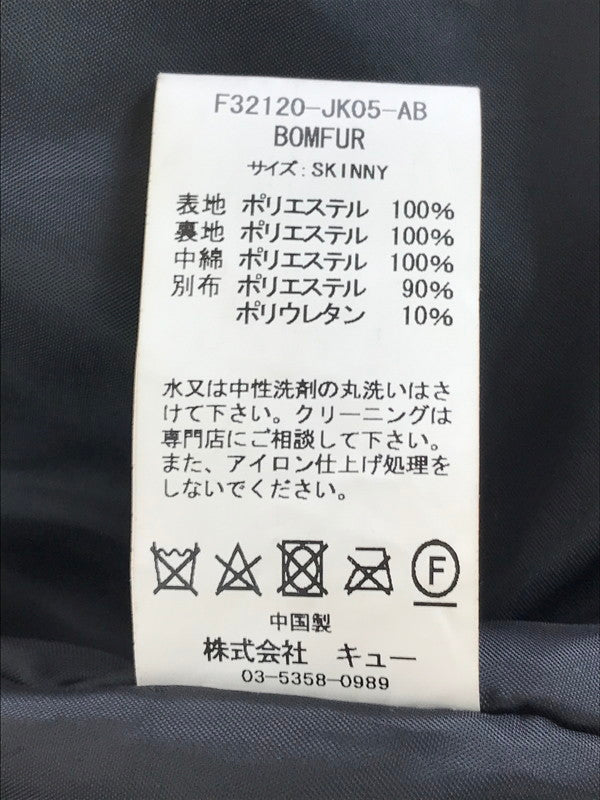 F32120-JK05-AB
BOMFUR
サイズ:SKINNY
表地 ポリエステル 100%
裏地 ポリエステル 100%
中綿 ポリエステル 100%
別布 ポリエステル 90%
ポリウレタン 10%
水又は中性洗剤の丸洗いはさ
けて下さい。クリーニングは
専門店にご相談して下さい。
また、アイロン仕上げ処理を
しないでください。
F
中国製
株式会社 キュー
03-5358-0989